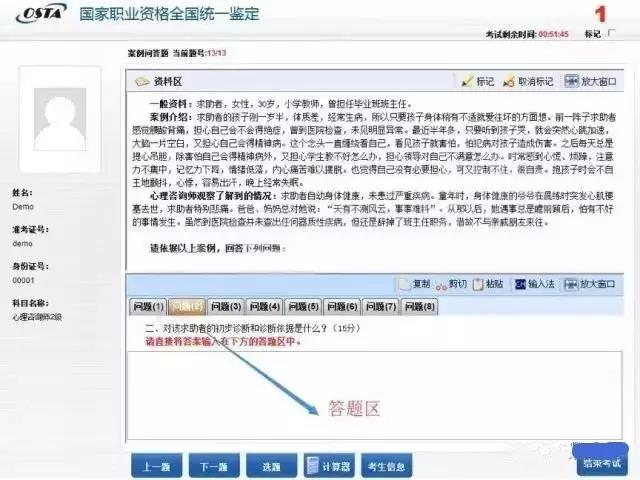 OSTA 国家职业资格全国统一鉴定
1
考试剩余时间: 00:51:45 标记
案例问答题 当前题号:13/13
资料区 标记 取消标记 放大窗口
一般资料：求助者，女性，30岁，小学教师，曾担任毕业班班主任。
案例介绍：求助者的孩子刚一岁半，体质差，经常生病，所以只要孩子身体稍有不适就爱往坏的方面想。前一阵子求助者
感觉腰酸背痛，担心自己会不会得绝症，曾到医院检查，未见明显异常。最近半年多，只要听到孩子哭，就会突然心跳加速，
大脑一片空白，又担心自己会得精神病。这个念头一直缠绕着自己，看见孩子就害怕，怕犯病对孩子造成伤害。之后每天总是
提心吊胆，除害怕自己会得精神病外，又担心学生教不好怎么办，担心领导对自己不满意怎么办。时常感到心慌、烦躁，注意
力不集中，记忆力下降，情绪低落，内心痛苦难以摆脱。也觉得自己没有必要担心，可又控制不住，很自责。抱孩子时会不自
主地颤抖，心悸，容易出汗，晚上经常失眠。
心理咨询师观察了解到的情况：求助者自幼身体健康，未患过严重疾病。童年时，身体健康的爷爷在晨练时突发心肌梗
塞去世，求助者特别悲痛。爸爸、妈妈总对她说：“天有不测风云，事事难料”。从那以后，她遇事总是瞻前顾后，怕有不好
的事情发生。虽然到医院检查并未查出任何器质性疾病，但还是辞掉了班主任职务，借故不与亲戚朋友来往。
请依据以上案例，回答下列问题：
姓名:
Demo
准考证号:
demo
身份证号:
00001
科目名称:
心理咨询师2级
复制 剪切 粘贴 输入法 放大窗口
问题(1) 问题(2) 问题(3) 问题(4) 问题(5) 问题(6) 问题(7) 问题(8)
二、对该求助者的初步诊断和诊断依据是什么？(15分)
请直接将答案输入在下方的答题区中。
答题区
上一题 下一题 选题 计算器 考生信息 结束考试